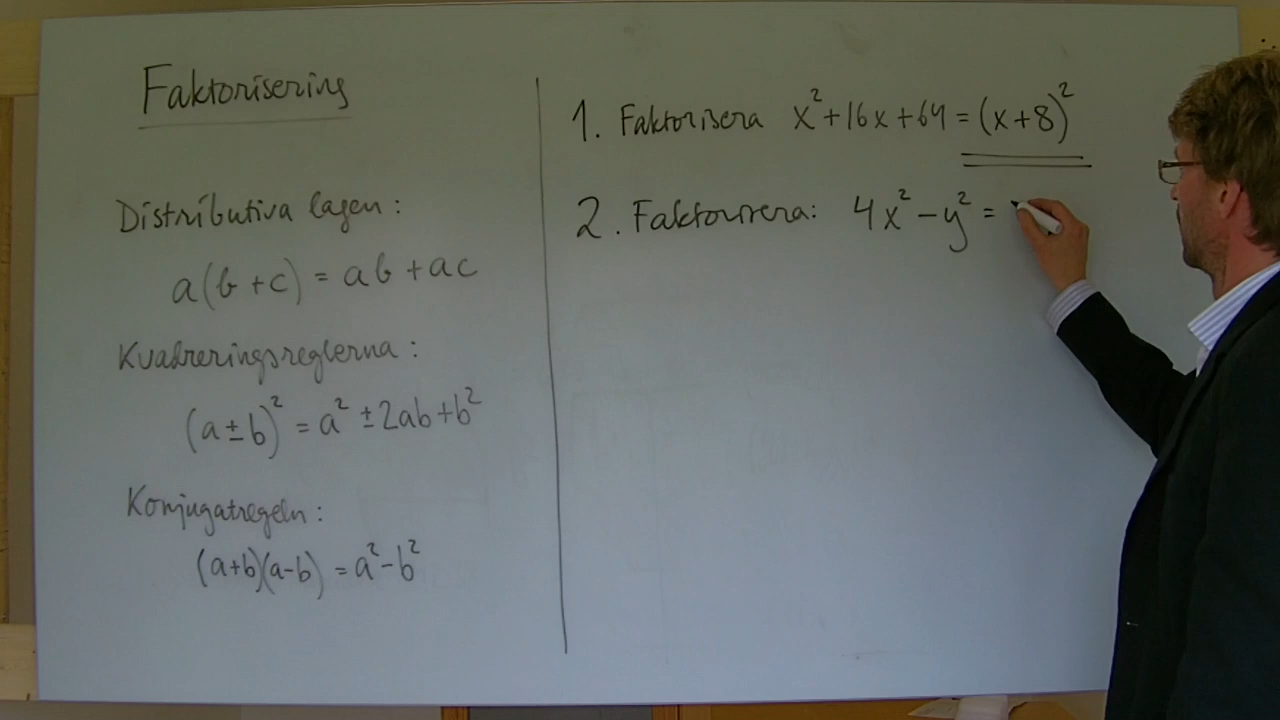 Faktorisering
Distributiva lagen:
a(b+c) = ab+ac
Kvadreringsreglerna:
(a±b)² = a² ±2ab+b²
Konjugatregeln:
(a+b)(a-b) = a²-b²
1. Faktorisera x²+16x+64 = (x+8)²
2. Faktorisera: 4x²-y² =